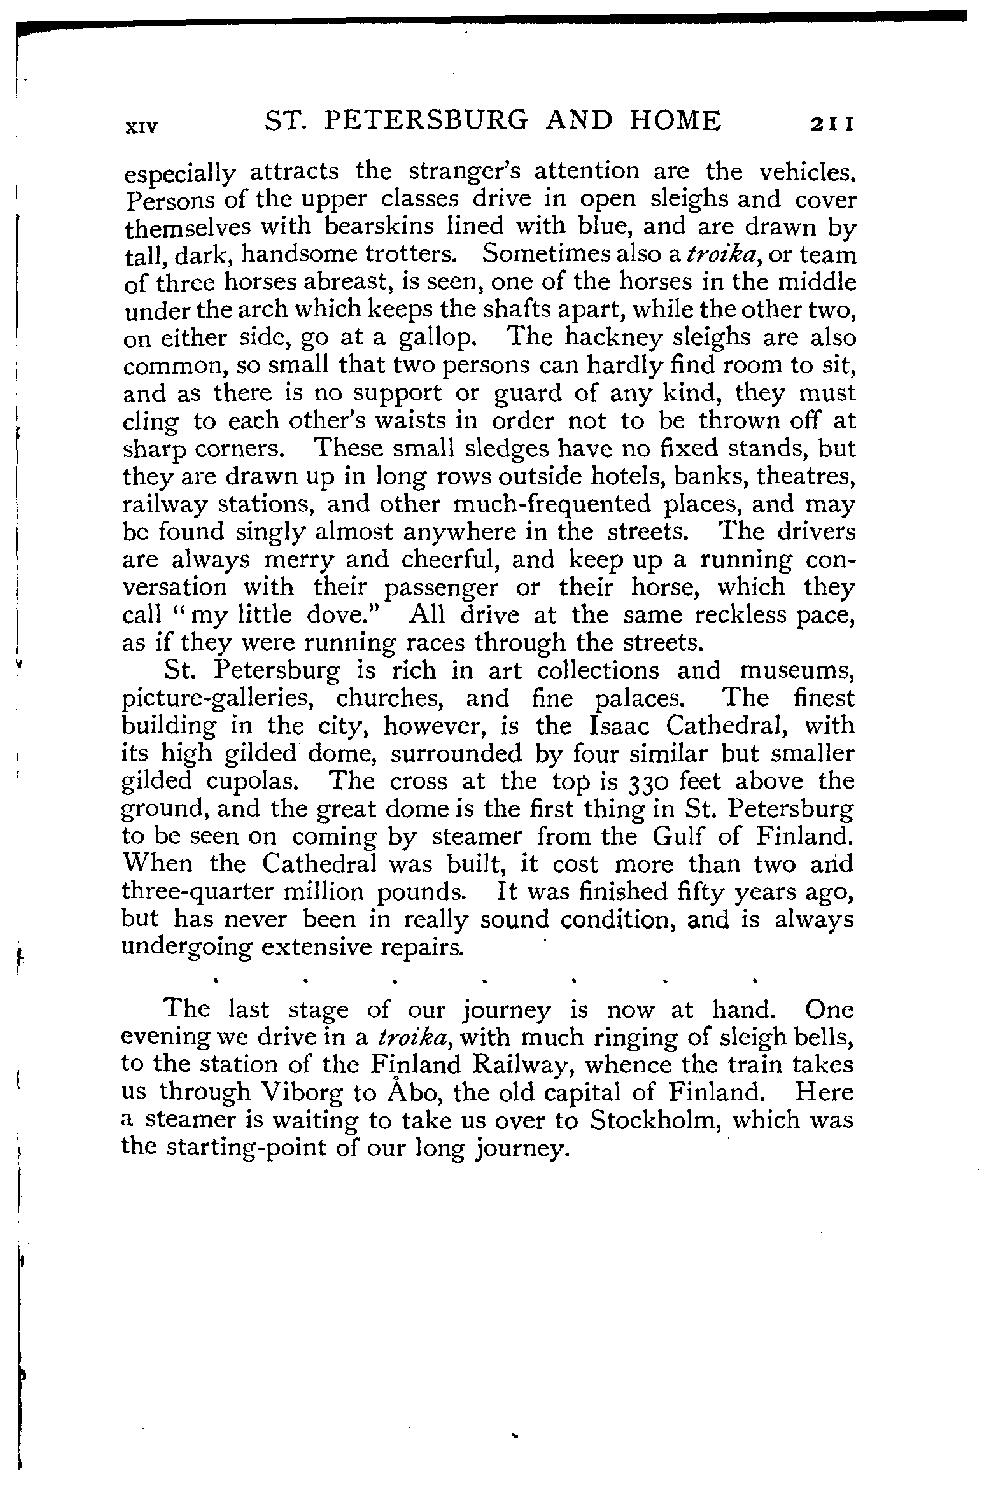 XIV ST. PETERSBURG AND HOME 211
especially attracts the stranger's attention are the vehicles.
Persons of the upper classes drive in open sleighs and cover
themselves with bearskins lined with blue, and are drawn by
tall, dark, handsome trotters. Sometimes also a troika, or team
of three horses abreast, is seen, one of the horses in the middle
under the arch which keeps the shafts apart, while the other two,
on either side, go at a gallop. The hackney sleighs are also
common, so small that two persons can hardly find room to sit,
and as there is no support or guard of any kind, they must
cling to each other's waists in order not to be thrown off at
sharp corners. These small sledges have no fixed stands, but
they are drawn up in long rows outside hotels, banks, theatres,
railway stations, and other much-frequented places, and may
be found singly almost anywhere in the streets. The drivers
are always merry and cheerful, and keep up a running con-
versation with their passenger or their horse, which they
call "my little dove." All drive at the same reckless pace,
as if they were running races through the streets.
St. Petersburg is rich in art collections and museums,
picture-galleries, churches, and fine palaces. The finest
building in the city, however, is the Isaac Cathedral, with
its high gilded dome, surrounded by four similar but smaller
gilded cupolas. The cross at the top is 330 feet above the
ground, and the great dome is the first thing in St. Petersburg
to be seen on coming by steamer from the Gulf of Finland.
When the Cathedral was built, it cost more than two and
three-quarter million pounds. It was finished fifty years ago,
but has never been in really sound condition, and is always
undergoing extensive repairs.
. . . . . . .
The last stage of our journey is now at hand. One
evening we drive in a troika, with much ringing of sleigh bells,
to the station of the Finland Railway, whence the train takes
us through Viborg to Åbo, the old capital of Finland. Here
a steamer is waiting to take us over to Stockholm, which was
the starting-point of our long journey.